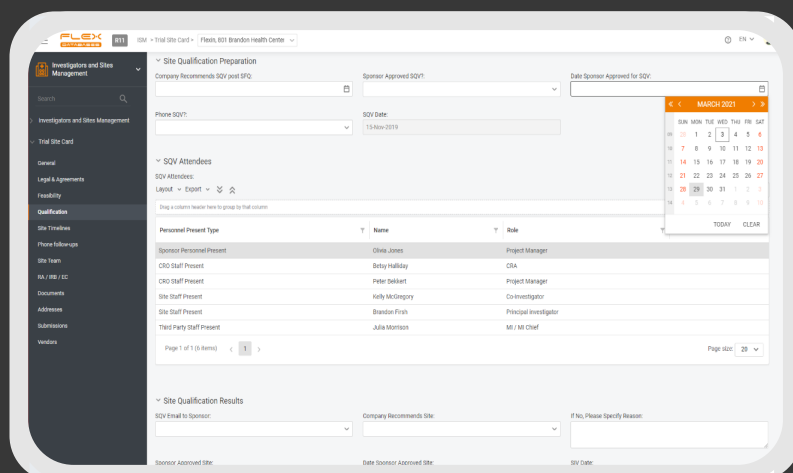 FLEX
DATABASES
R11
ISM > Trial Site Card > Flexin, 801 Brandon Health Center
EN
Investigators and Sites
Management
Search
Investigators and Sites Management
Trial Site Card
General
Legal & Agreements
Feasibility
Qualification
Site Timelines
Phone follow-ups
Site Team
RA / IRB / EC
Documents
Addresses
Submissions
Vendors
Site Qualification Preparation
Company Recommends SQV post SFQ:
Sponsor Approved SQV?:
Date Sponsor Approved for SQV:
Phone SQV?:
SQV Date:
15-Nov-2019
MARCH 2021
SUN MON TUE WED THU FRI SAT
09 28 1 2 3 4 5 6
10 7 8 9 10 11 12 13
11 14 15 16 17 18 19 20
12 21 22 23 24 25 26 27
13 28 29 30 31 1 2 3
14 4 5 6 7 8 9 10
TODAY CLEAR
SQV Attendees
SQV Attendees:
Layout Export
Drag a column header here to group by that column
Personnel Present Type Name Role
Sponsor Personnel Present Olivia Jones Project Manager
CRO Staff Present Betsy Halliday CRA
CRO Staff Present Peter Dekkert Project Manager
Site Staff Present Kelly McGregory Co-Investigator
Site Staff Present Brandon Firsh Principal Investigator
Third Party Staff Present Julia Morrison MI / MI Chief
Page 1 of 1 (6 items) < 1 > Page size: 20
Site Qualification Results
SQV Email to Sponsor:
Company Recommends Site:
If No, Please Specify Reason:
Sponsor Approved Site:
Date Sponsor Approved Site:
SIV Date: